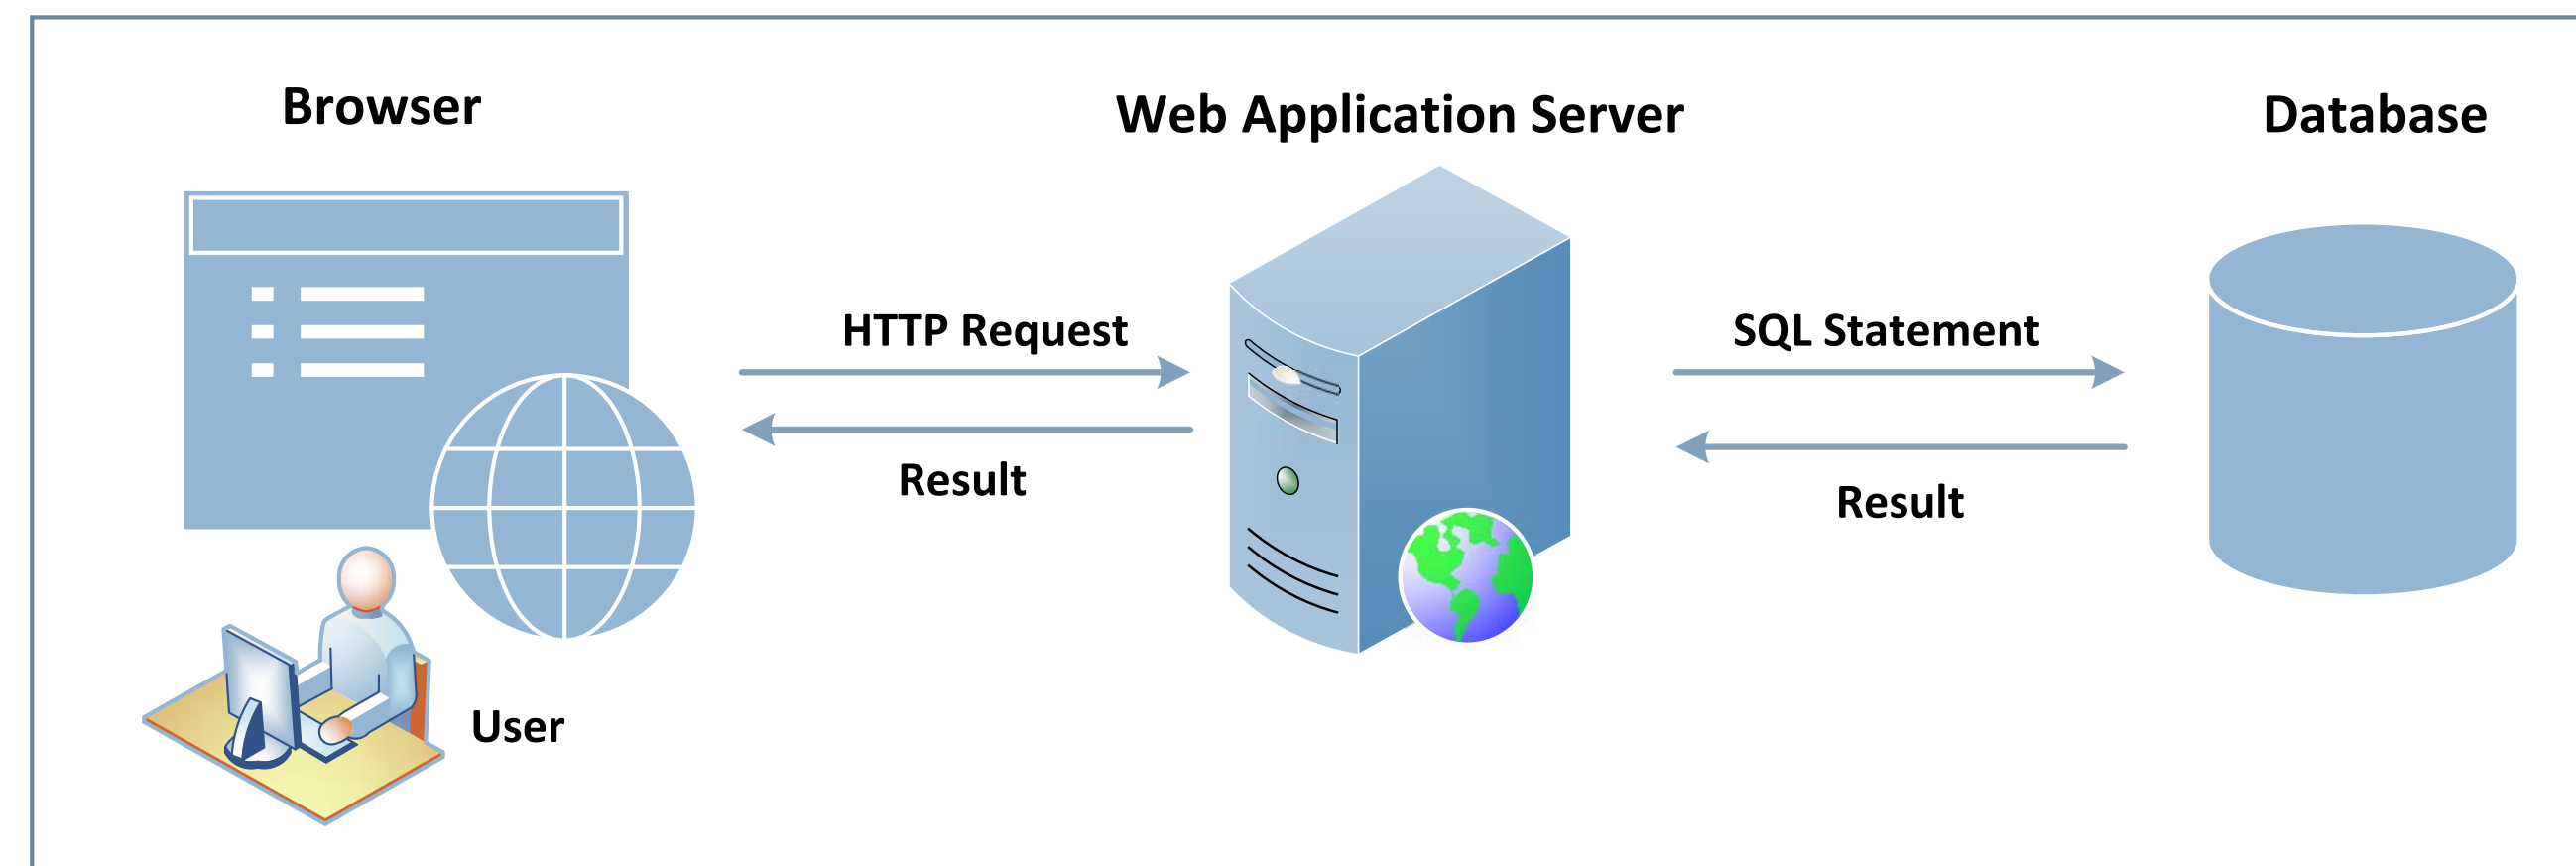 Browser
Web Application Server
Database
HTTP Request
SQL Statement
Result
Result
User